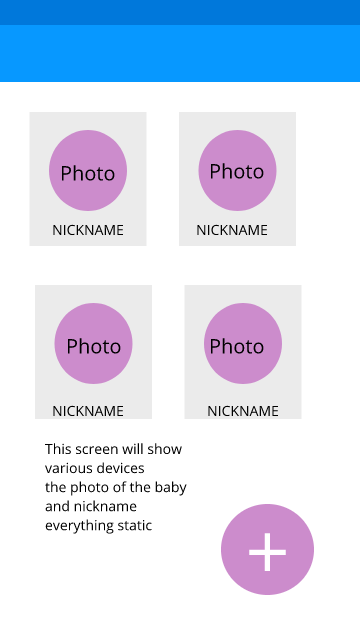 Photo
Photo
NICKNAME
NICKNAME
Photo
Photo
NICKNAME
NICKNAME
This screen will show
various devices
the photo of the baby
and nickname
everything static
+